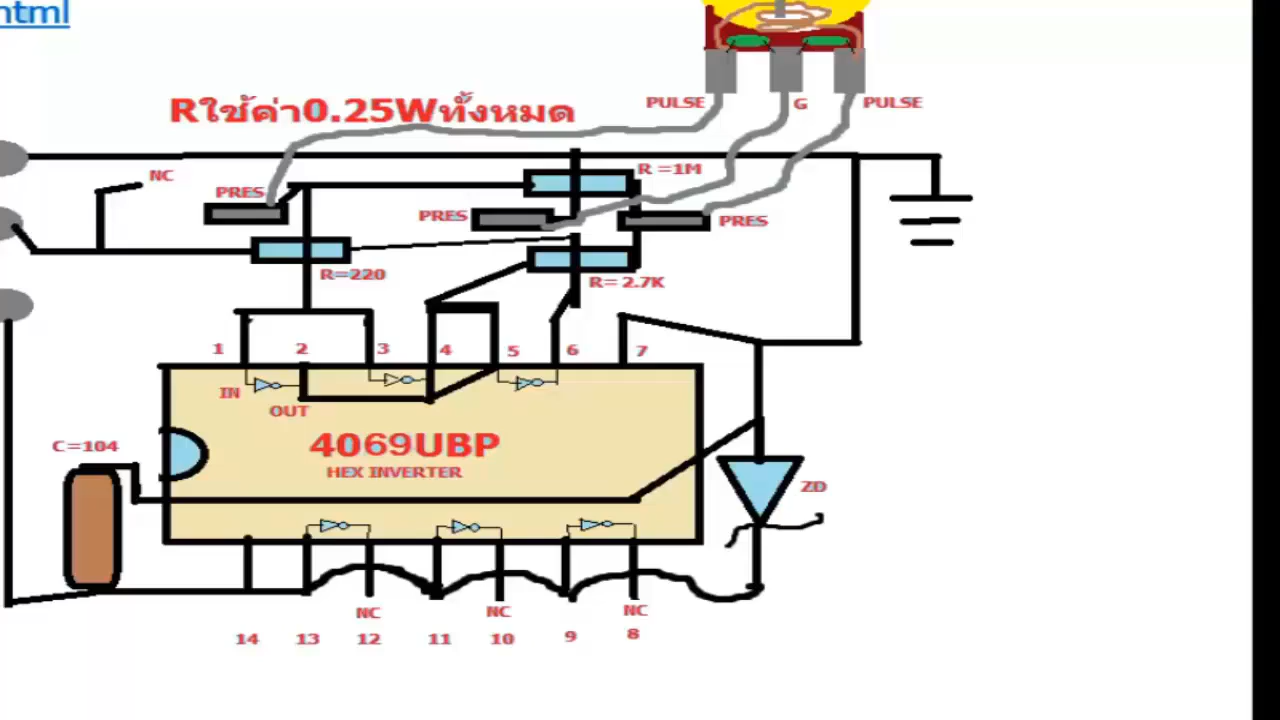 html
PULSE G PULSE
Rใช้ค่า0.25Wทั้งหมด
NC
R =1M
PRES
PRES
PRES
R=220
R= 2.7K
1 2 3 4 5 6 7
IN
OUT
C=104
4069UBP
HEX INVERTER
ZD
NC NC NC
14 13 12 11 10 9 8